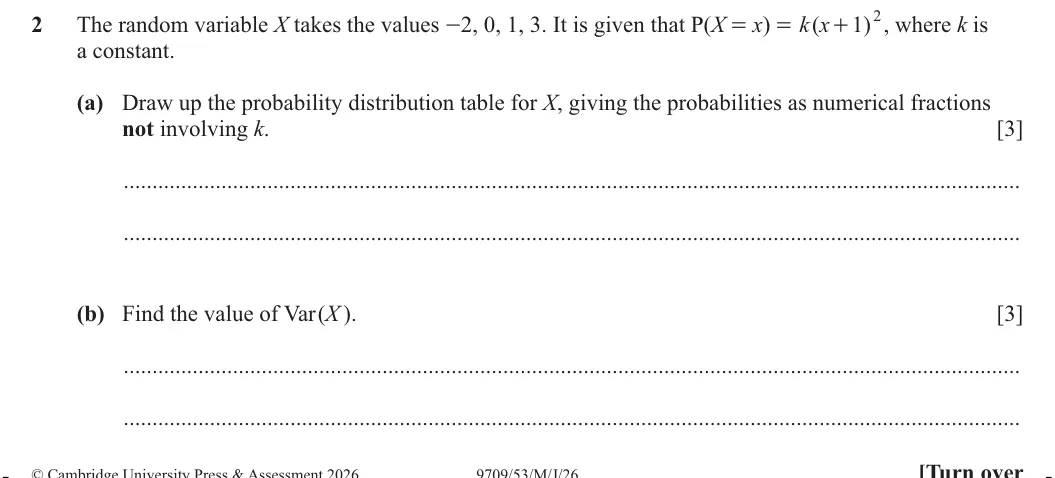 2 The random variable X takes the values −2, 0, 1, 3. It is given that P(X = x) = k(x+1)², where k is
a constant.
(a) Draw up the probability distribution table for X, giving the probabilities as numerical fractions
not involving k. [3]
................................................................................
................................................................................
(b) Find the value of Var(X). [3]
................................................................................
................................................................................
© Cambridge University Press & Assessment 2026 9709/53/M/J/26 [Turn over